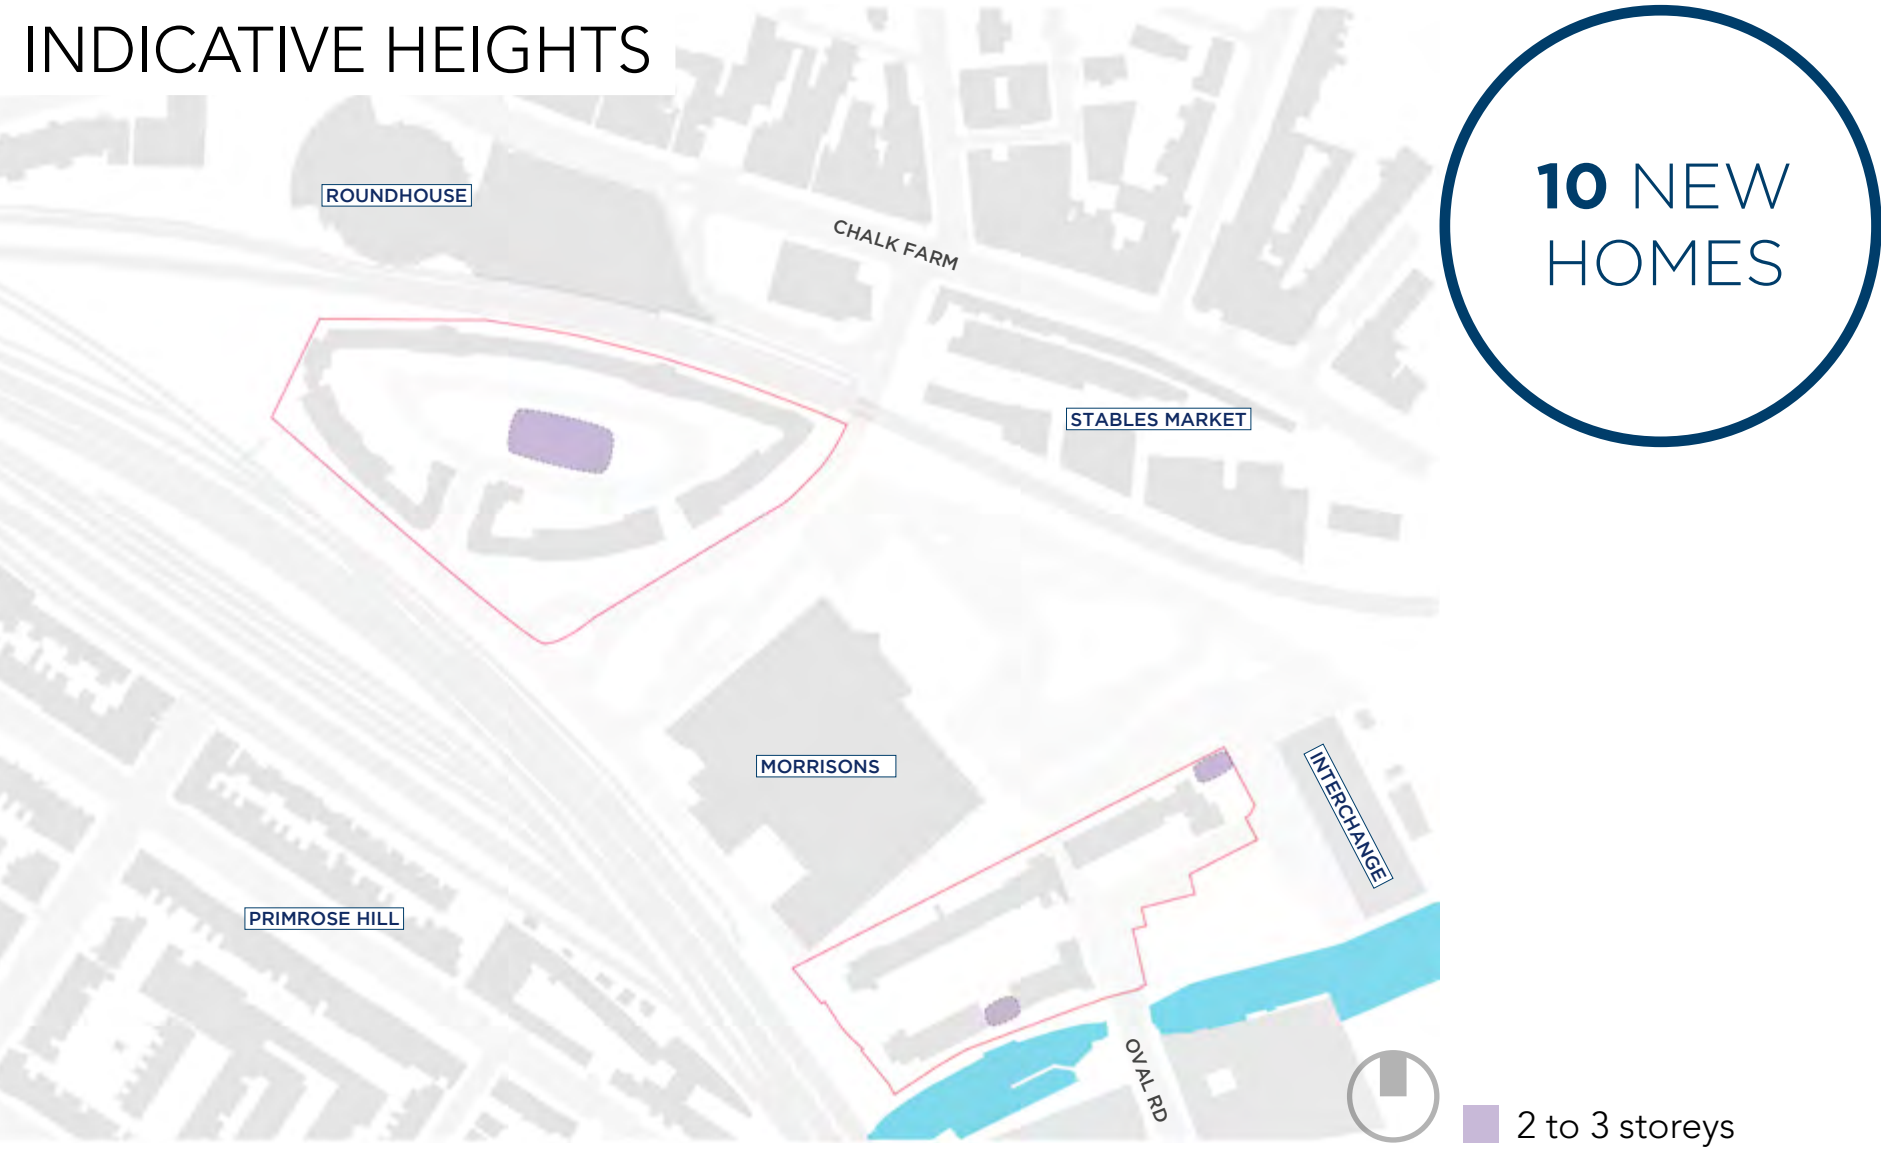 INDICATIVE HEIGHTS
10 NEW
HOMES
ROUNDHOUSE
CHALK FARM
STABLES MARKET
MORRISONS
INTERCHANGE
PRIMROSE HILL
OVAL RD
2 to 3 storeys